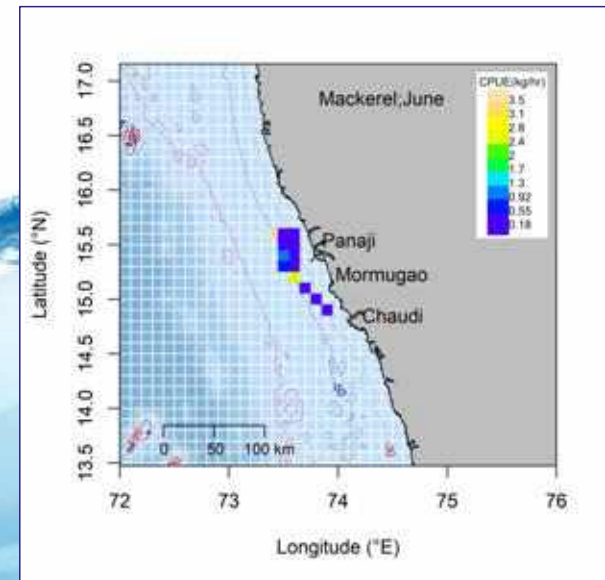 Mackerel;June
CPUE(kg/hr)
3.5
3.1
2.8
2.4
2
1.7
1.3
0.92
0.55
0.18
Panaji
Mormugao
Chaudi
Latitude (°N)
17.0
16.5
16.0
15.5
15.0
14.5
14.0
13.5
0 50 100 km
72 73 74 75 76
Longitude (°E)